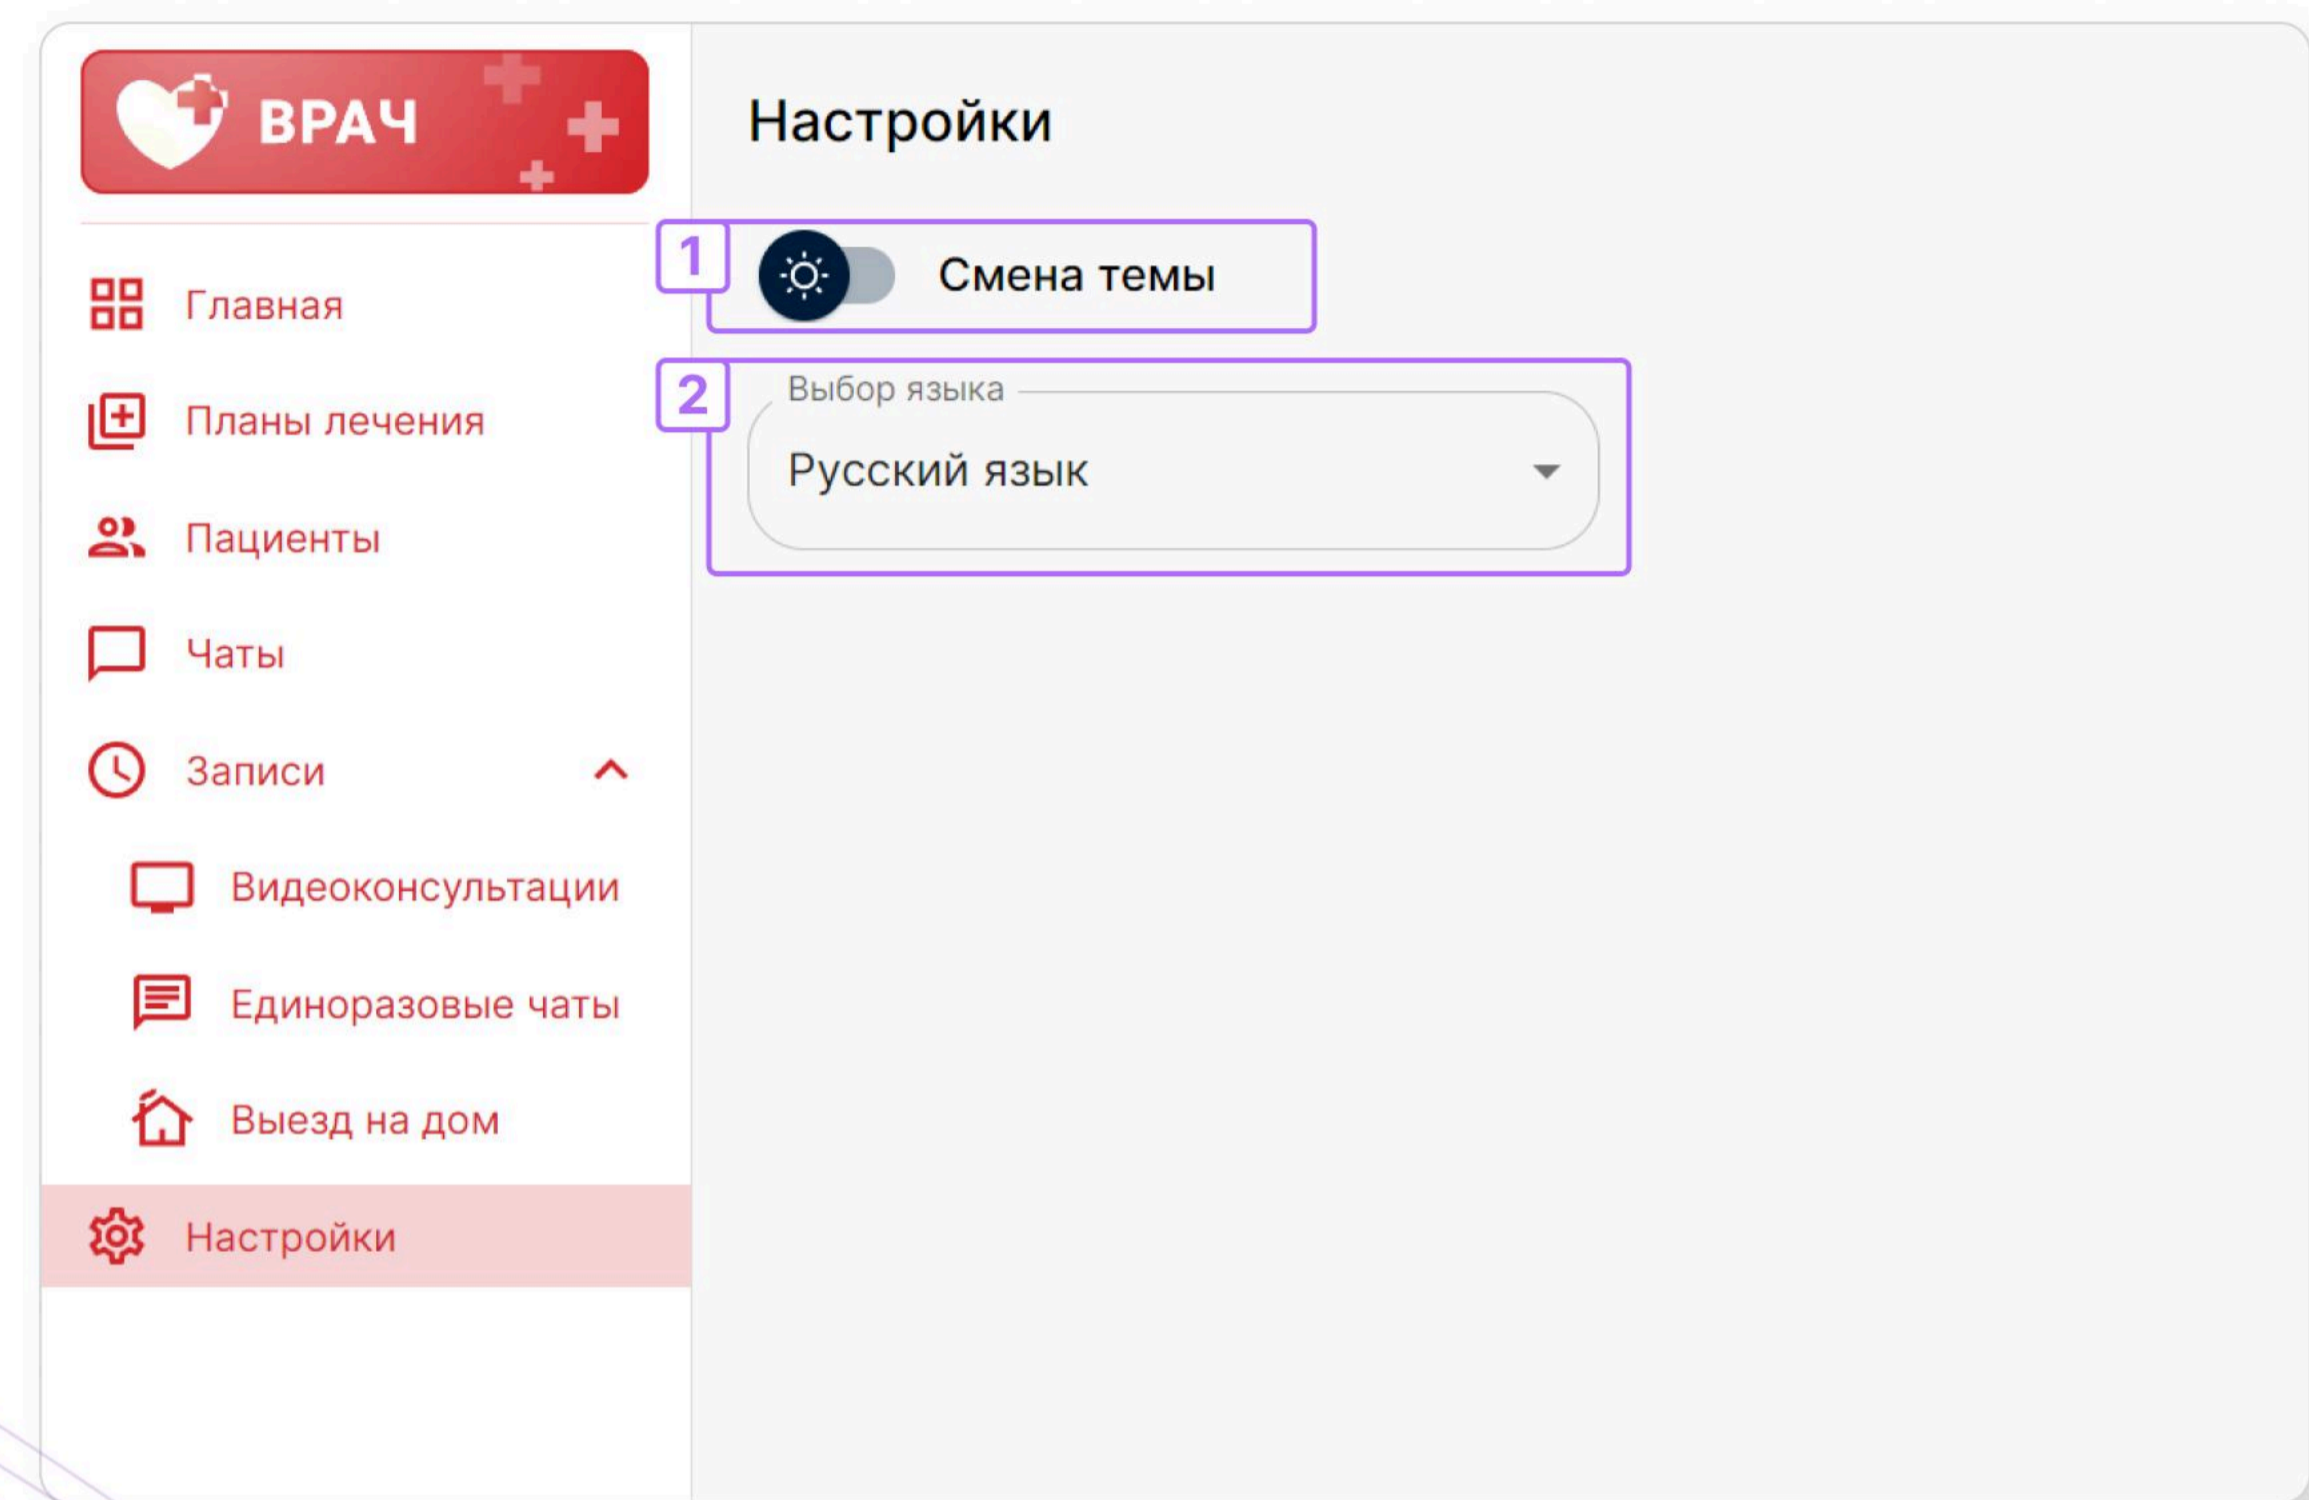 ВРАЧ
Главная
Планы лечения
Пациенты
Чаты
Записи
Видеоконсультации
Единоразовые чаты
Выезд на дом
Настройки
Настройки
1
Смена темы
2
Выбор языка
Русский язык